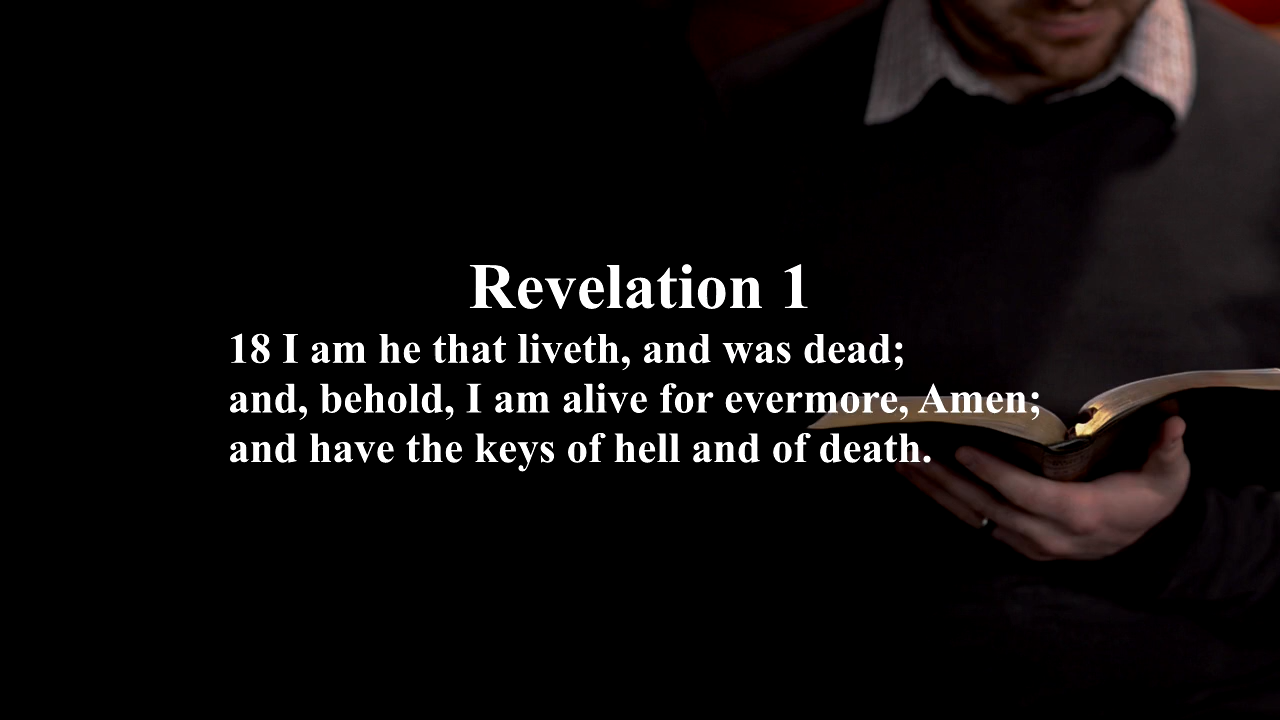 Revelation 1
18 I am he that liveth, and was dead;
and, behold, I am alive for evermore, Amen;
and have the keys of hell and of death.